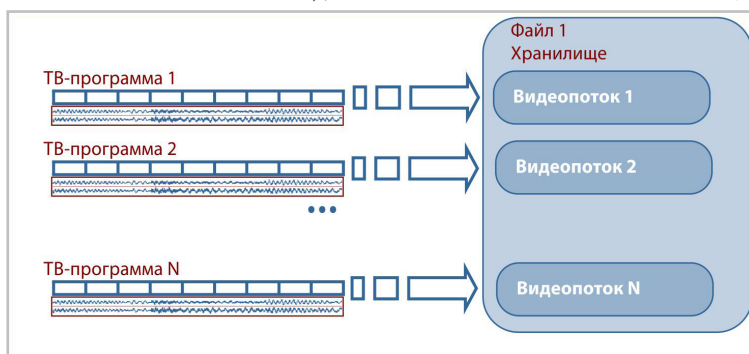 Файл 1
Хранилище
ТВ-программа 1
Видеопоток 1
ТВ-программа 2
Видеопоток 2
...
ТВ-программа N
Видеопоток N